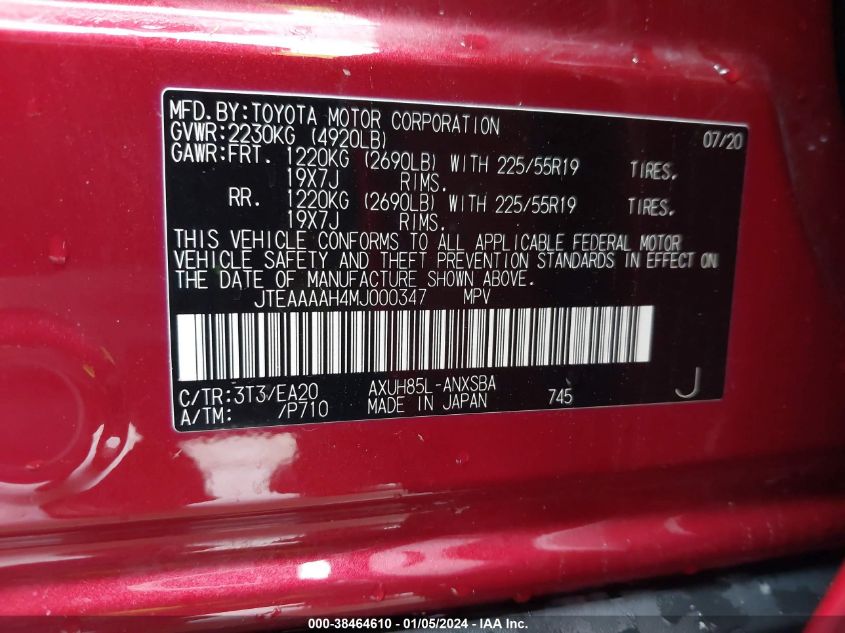 MFD.BY:TOYOTA MOTOR CORPORATION 07/20
GVWR:2230KG (4920LB)
GAWR:FRT. 1220KG (2690LB) WITH 225/55R19 TIRES.
19X7J RIMS.
RR. 1220KG (2690LB) WITH 225/55R19 TIRES.
19X7J RIMS.
THIS VEHICLE CONFORMS TO ALL APPLICABLE FEDERAL MOTOR
VEHICLE SAFETY AND THEFT PREVENTION STANDARDS IN EFFECT ON
THE DATE OF MANUFACTURE SHOWN ABOVE.
JTEAAAAH4MJ000347 MPV
C/TR:3T3/EA20 AXUH85L-ANXSBA
A/TM: /P710 MADE IN JAPAN 745 J
000-38464610 - 01/05/2024 - IAA Inc.